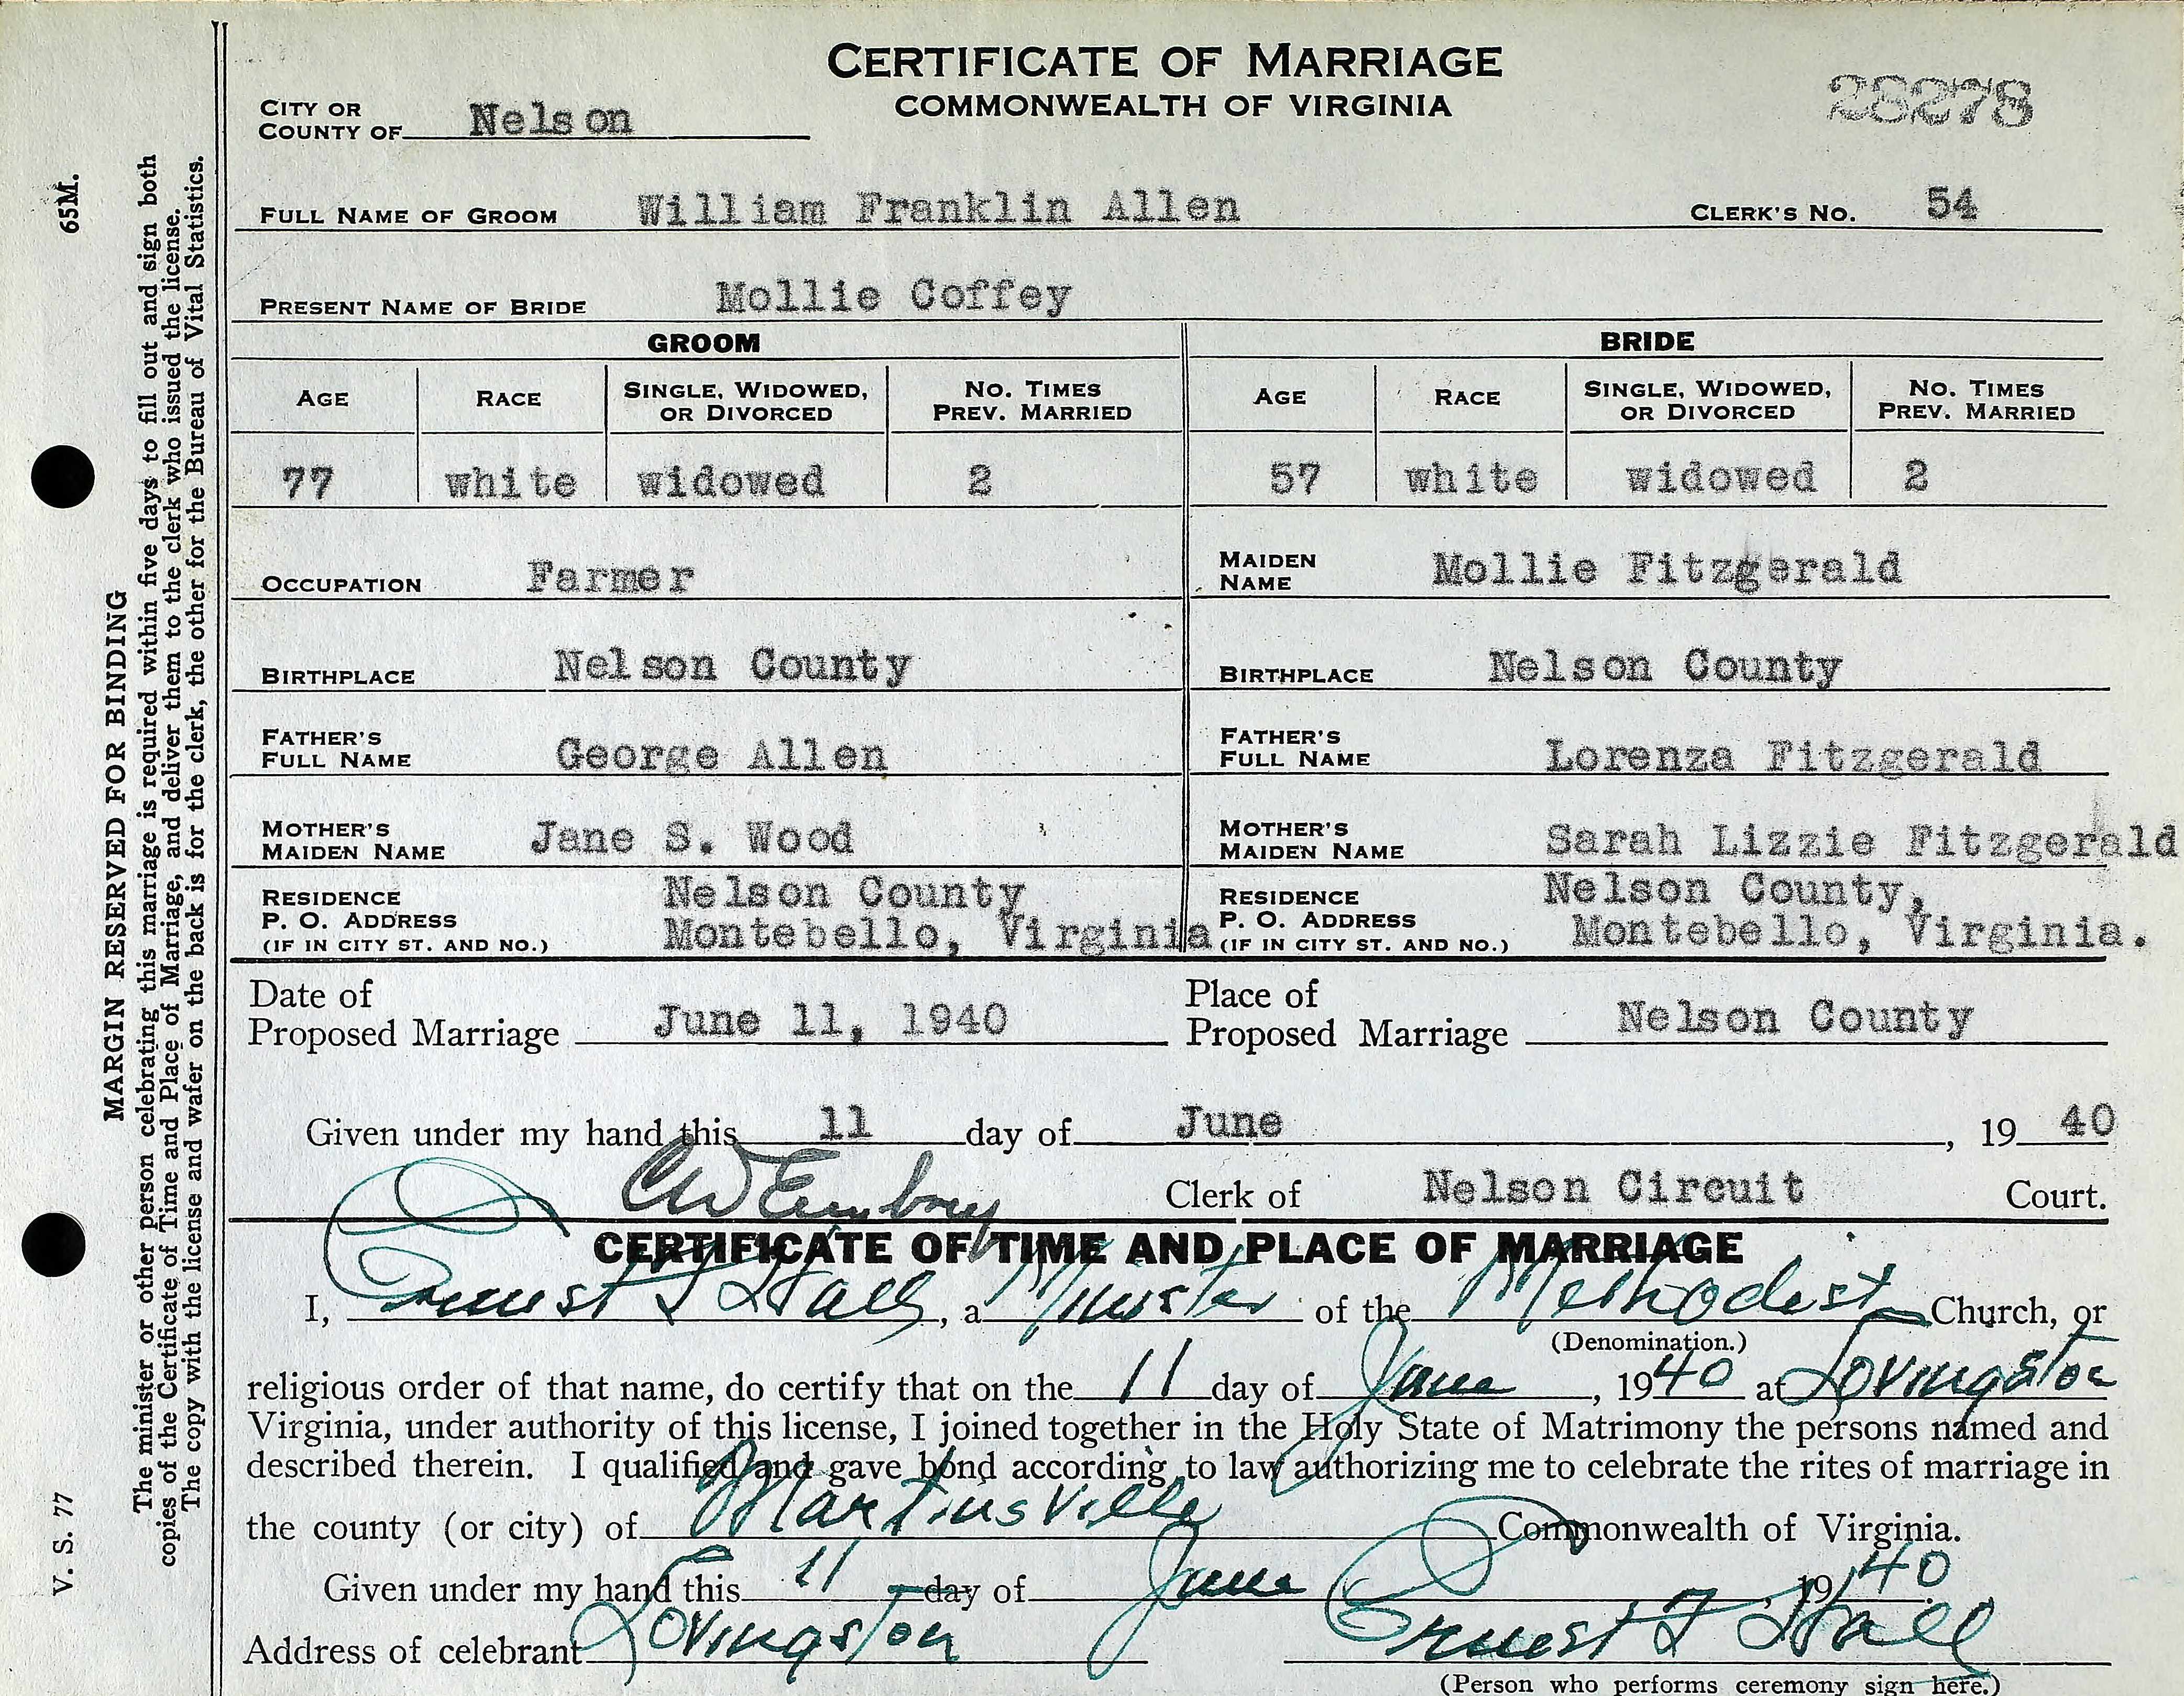 CERTIFICATE OF MARRIAGE
COMMONWEALTH OF VIRGINIA
28278
CITY OR
COUNTY OF Nelson
FULL NAME OF GROOM William Franklin Allen CLERK'S NO. 54
PRESENT NAME OF BRIDE Mollie Coffey
GROOM BRIDE
AGE RACE SINGLE, WIDOWED, OR DIVORCED NO. TIMES PREV. MARRIED AGE RACE SINGLE, WIDOWED, OR DIVORCED NO. TIMES PREV. MARRIED
77 white widowed 2 57 white widowed 2
OCCUPATION Farmer MAIDEN NAME Mollie Fitzgerald
BIRTHPLACE Nelson County BIRTHPLACE Nelson County
FATHER'S FULL NAME George Allen FATHER'S FULL NAME Lorenza Fitzgerald
MOTHER'S MAIDEN NAME Jane S. Wood MOTHER'S MAIDEN NAME Sarah Lizzie Fitzgerald
RESIDENCE Nelson County RESIDENCE Nelson County,
P. O. ADDRESS Montebello, Virginia P. O. ADDRESS Montebello, Virginia.
(IF IN CITY ST. AND NO.) (IF IN CITY ST. AND NO.)
Date of Proposed Marriage June 11, 1940 Place of Proposed Marriage Nelson County
Given under my hand this 11 day of June, 19 40
CW Embrey Clerk of Nelson Circuit Court.
CERTIFICATE OF TIME AND PLACE OF MARRIAGE
I, Ernest T Hall, a Minister of the Methodist Church, or
(Denomination.)
religious order of that name, do certify that on the 11 day of June, 1940 at Lovingston
Virginia, under authority of this license, I joined together in the Holy State of Matrimony the persons named and
described therein. I qualified and gave bond according to law authorizing me to celebrate the rites of marriage in
the county (or city) of Martinsville Commonwealth of Virginia.
Given under my hand this 11 day of June 1940
Address of celebrant Lovingston Ernest T Hall
(Person who performs ceremony sign here.)
65M.
MARGIN RESERVED FOR BINDING
The minister or other person celebrating this marriage is required within five days to fill out and sign both
copies of the Certificate of Time and Place of Marriage, and deliver them to the clerk who issued the license.
The copy with the license and wafer on the back is for the clerk, the other for the Bureau of Vital Statistics.
V. S. 77